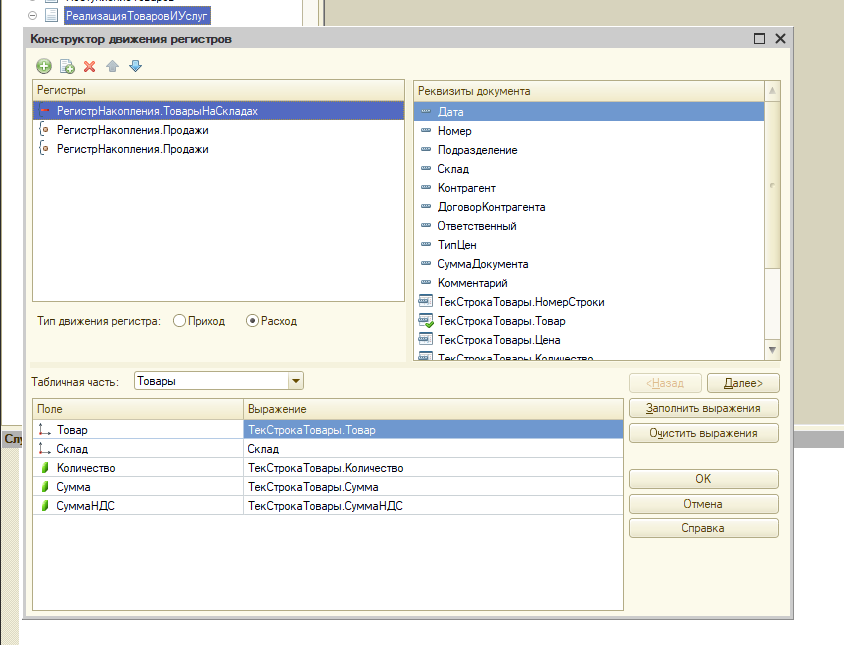 РеализацияТоваровИУслуг
Конструктор движения регистров
Регистры
РегистрНакопления.ТоварыНаСкладах
РегистрНакопления.Продажи
РегистрНакопления.Продажи
Реквизиты документа
Дата
Номер
Подразделение
Склад
Контрагент
ДоговорКонтрагента
Ответственный
ТипЦен
СуммаДокумента
Комментарий
ТекСтрокаТовары.НомерСтроки
ТекСтрокаТовары.Товар
ТекСтрокаТовары.Цена
ТекСтрокаТовары.Количество
Тип движения регистра: Приход Расход
Табличная часть: Товары
<Назад Далее>
Заполнить выражения
Очистить выражения
OK
Отмена
Справка
Поле Выражение
Товар ТекСтрокаТовары.Товар
Склад Склад
Количество ТекСтрокаТовары.Количество
Сумма ТекСтрокаТовары.Сумма
СуммаНДС ТекСтрокаТовары.СуммаНДС